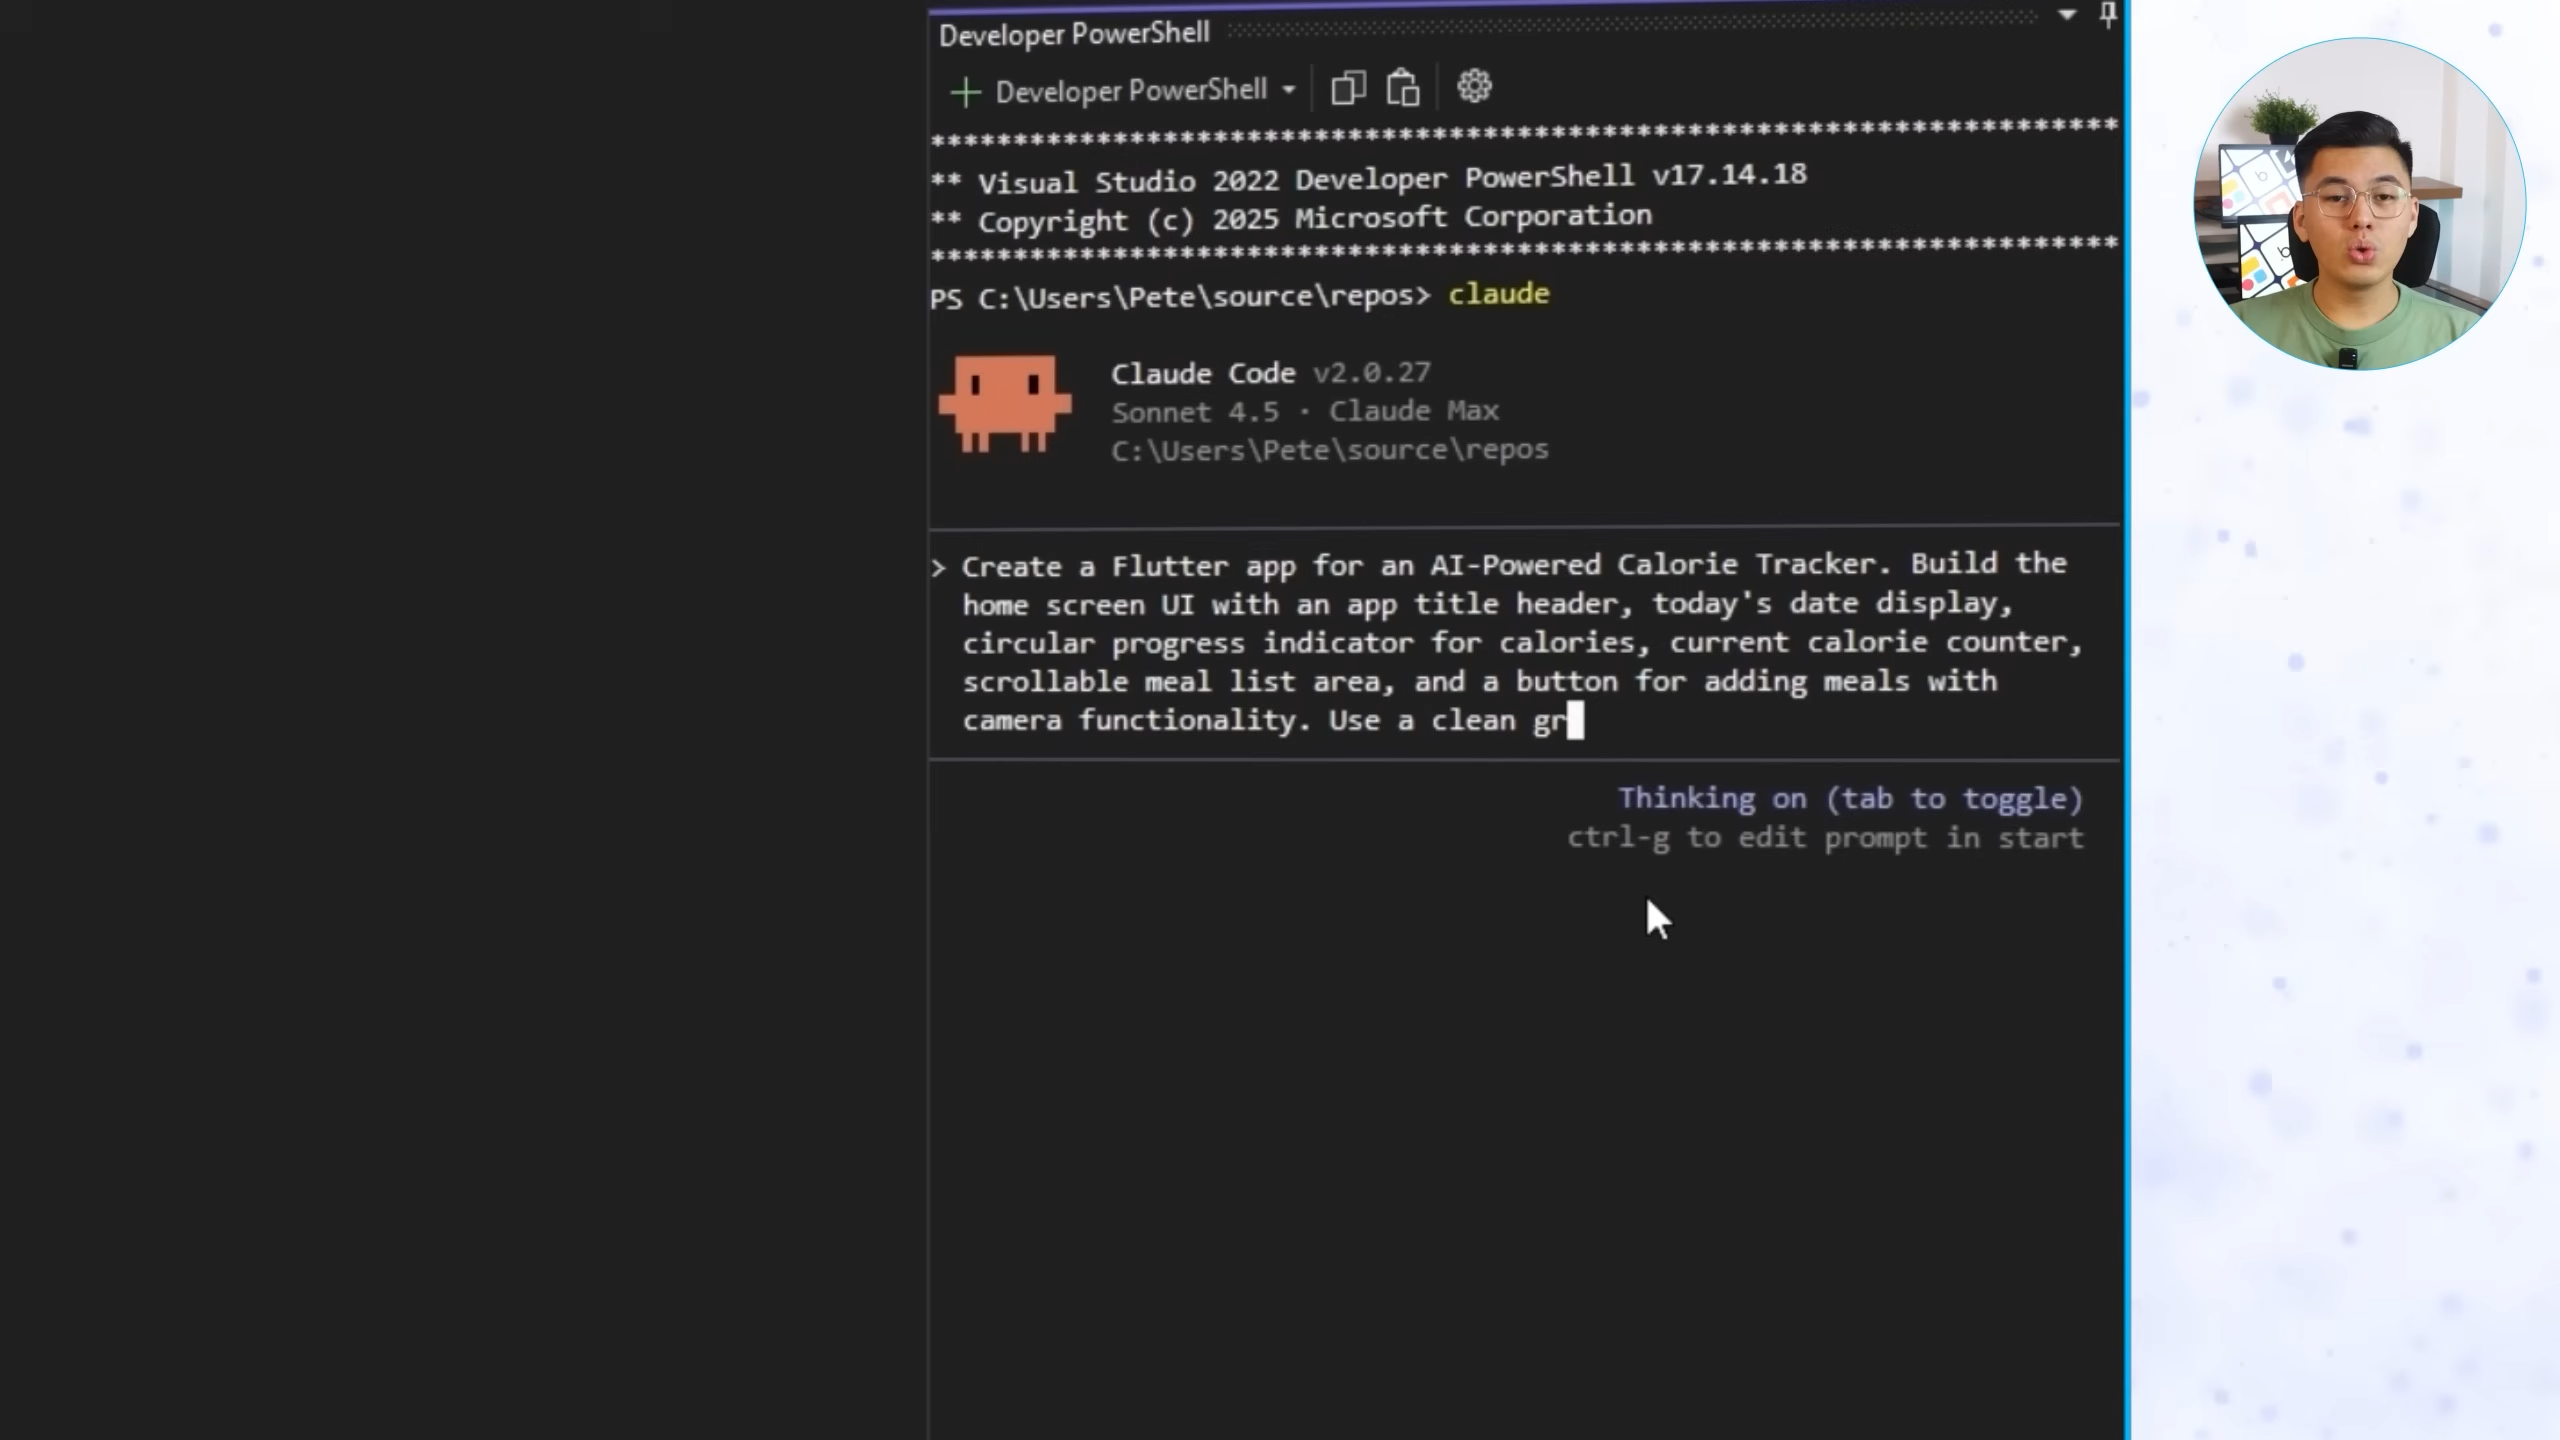 Developer PowerShell
Developer PowerShell
************************************************************************
** Visual Studio 2022 Developer PowerShell v17.14.18
** Copyright (c) 2025 Microsoft Corporation
************************************************************************
PS C:\Users\Pete\source\repos> claude
Claude Code v2.0.27
Sonnet 4.5 · Claude Max
C:\Users\Pete\source\repos
> Create a Flutter app for an AI-Powered Calorie Tracker. Build the
home screen UI with an app title header, today's date display,
circular progress indicator for calories, current calorie counter,
scrollable meal list area, and a button for adding meals with
camera functionality. Use a clean gr
Thinking on (tab to toggle)
ctrl-g to edit prompt in start